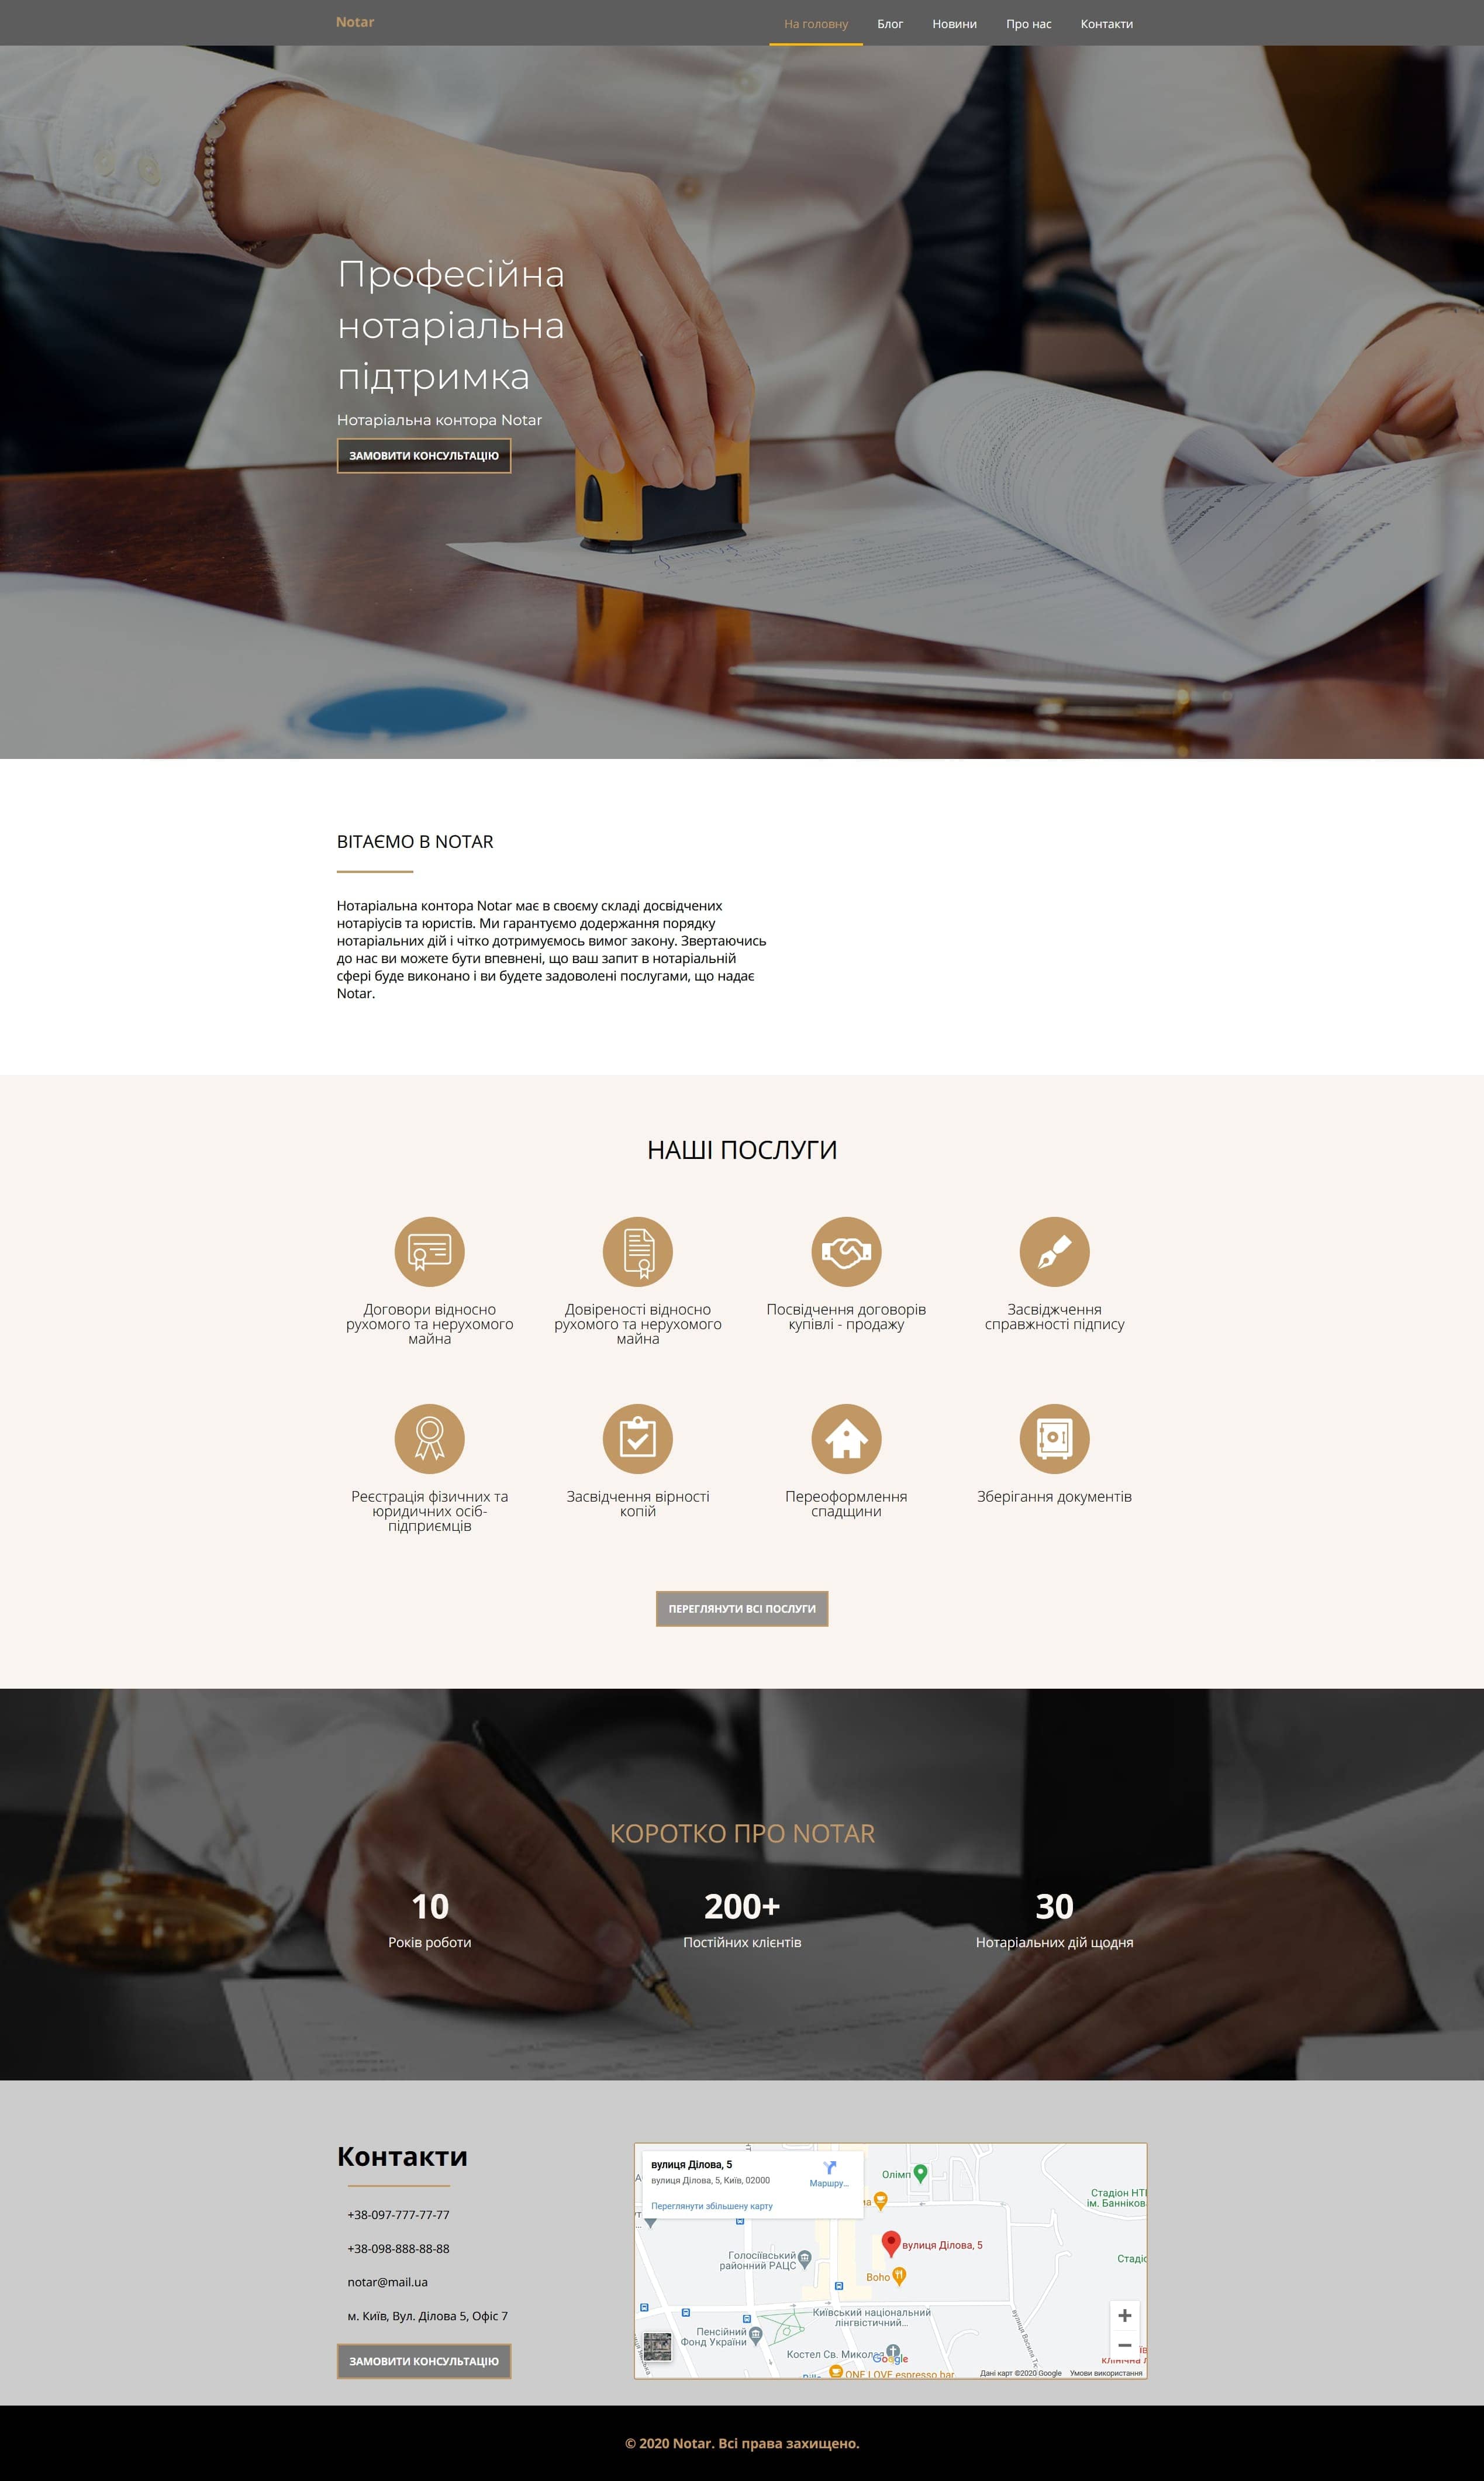 Notar
На головну
Блог
Новини
Про нас
Контакти
Професійна
нотаріальна
підтримка
Нотаріальна контора Notar
ЗАМОВИТИ КОНСУЛЬТАЦІЮ
ВІТАЄМО В NOTAR
Нотаріальна контора Notar має в своєму складі досвідчених
нотаріусів та юристів. Ми гарантуємо додержання порядку
нотаріальних дій і чітко дотримуємось вимог закону. Звертаючись
до нас ви можете бути впевнені, що ваш запит в нотаріальній
сфері буде виконано і ви будете задоволені послугами, що надає
Notar.
НАШІ ПОСЛУГИ
Договори відносно
рухомого та нерухомого
майна
Довіреності відносно
рухомого та нерухомого
майна
Посвідчення договорів
купівлі - продажу
Засвіджчення
справжності підпису
Реєстрація фізичних та
юридичних осіб-
підприємців
Засвідчення вірності
копій
Переоформлення
спадщини
Зберігання документів
ПЕРЕГЛЯНУТИ ВСІ ПОСЛУГИ
КОРОТКО ПРО NOTAR
10
Років роботи
200+
Постійних клієнтів
30
Нотаріальних дій щодня
Контакти
+38-097-777-77-77
+38-098-888-88-88
notar@mail.ua
м. Київ, Вул. Ділова 5, Офіс 7
ЗАМОВИТИ КОНСУЛЬТАЦІЮ
вулиця Ділова, 5
вулиця Ділова, 5, Київ, 02000
Маршру...
Переглянути збільшену карту
Олімп
Стадіон НТ
ім. Банніков
вулиця Ділова, 5
Голосіївський
районний РАЦС
Стадіо
Boho
Київський національний
лінгвістичний...
Пенсійний
Фонд України
Костел Св. Микола
вулиця Васила Т
Google
ONE LOVE espresso bar
Дані карт ©2020 Google
Умови використання
© 2020 Notar. Всі права захищено.